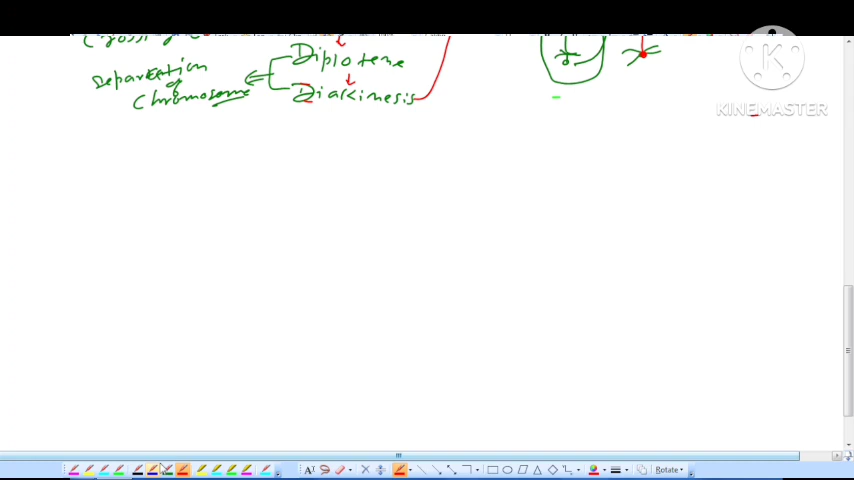 Diplotene
separation
of
chromosome
Diakinesis
KINEMASTER
Rotate